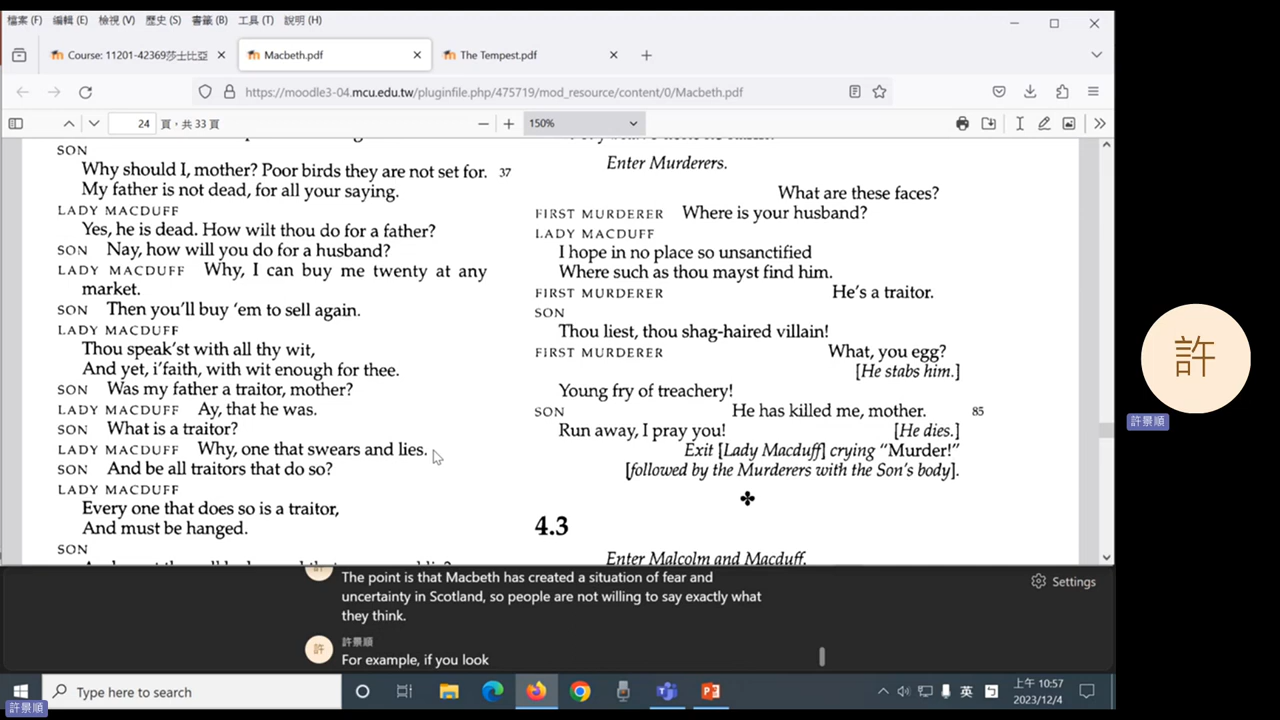 檔案 (F) 編輯 (E) 檢視 (V) 歷史 (S) 書籤 (B) 工具 (T) 說明 (H)
Course: 11201-42369莎士比亞
Macbeth.pdf
The Tempest.pdf
https://moodle3-04.mcu.edu.tw/pluginfile.php/475719/mod_resource/content/0/Macbeth.pdf
24 頁，共 33 頁
150%
SON
Why should I, mother? Poor birds they are not set for. 37
My father is not dead, for all your saying.
LADY MACDUFF
Yes, he is dead. How wilt thou do for a father?
SON Nay, how will you do for a husband?
LADY MACDUFF Why, I can buy me twenty at any
market.
SON Then you'll buy 'em to sell again.
LADY MACDUFF
Thou speak'st with all thy wit,
And yet, i'faith, with wit enough for thee.
SON Was my father a traitor, mother?
LADY MACDUFF Ay, that he was.
SON What is a traitor?
LADY MACDUFF Why, one that swears and lies.
SON And be all traitors that do so?
LADY MACDUFF
Every one that does so is a traitor,
And must be hanged.
SON
Enter Murderers.
What are these faces?
FIRST MURDERER Where is your husband?
LADY MACDUFF
I hope in no place so unsanctified
Where such as thou mayst find him.
FIRST MURDERER He's a traitor.
SON
Thou liest, thou shag-haired villain!
FIRST MURDERER What, you egg?
[He stabs him.]
Young fry of treachery!
SON He has killed me, mother. 85
Run away, I pray you! [He dies.]
Exit [Lady Macduff] crying "Murder!"
[followed by the Murderers with the Son's body].
4.3
Enter Malcolm and Macduff.
許
許景順
許
The point is that Macbeth has created a situation of fear and
uncertainty in Scotland, so people are not willing to say exactly what
they think.
Settings
許
許景順
For example, if you look
Type here to search
英
上午 10:57
2023/12/4
許景順